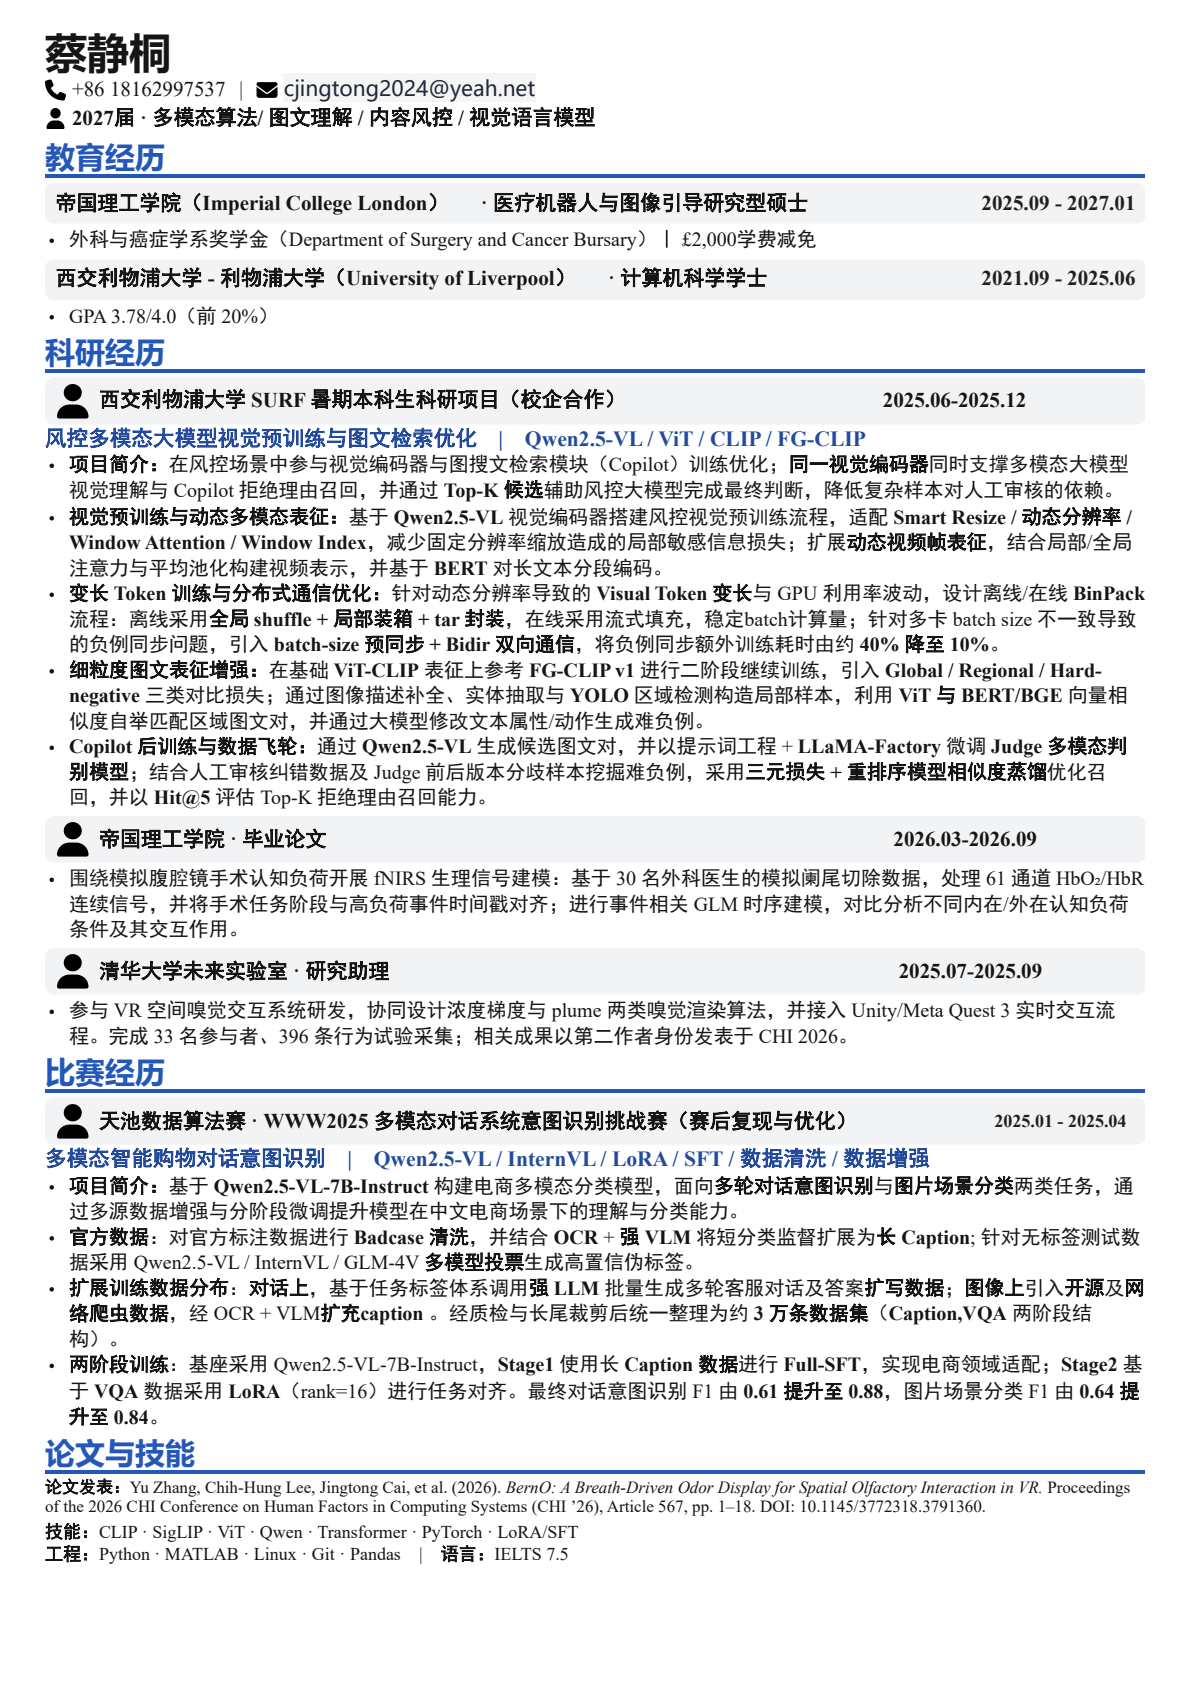 蔡静桐
+86 18162997537 | cjingtong2024@yeah.net
2027届 · 多模态算法/ 图文理解 / 内容风控 / 视觉语言模型
教育经历
帝国理工学院（Imperial College London） · 医疗机器人与图像引导研究型硕士 2025.09 - 2027.01
• 外科与癌症学系奖学金（Department of Surgery and Cancer Bursary）丨 £2,000学费减免
西交利物浦大学 - 利物浦大学（University of Liverpool） · 计算机科学学士 2021.09 - 2025.06
• GPA 3.78/4.0（前 20%）
科研经历
西交利物浦大学 SURF 暑期本科生科研项目（校企合作） 2025.06-2025.12
风控多模态大模型视觉预训练与图文检索优化 | Qwen2.5-VL / ViT / CLIP / FG-CLIP
• 项目简介：在风控场景中参与视觉编码器与图搜文检索模块（Copilot）训练优化；同一视觉编码器同时支撑多模态大模型
视觉理解与 Copilot 拒绝理由召回，并通过 Top-K 候选辅助风控大模型完成最终判断，降低复杂样本对人工审核的依赖。
• 视觉预训练与动态多模态表征：基于 Qwen2.5-VL 视觉编码器搭建风控视觉预训练流程，适配 Smart Resize / 动态分辨率 /
Window Attention / Window Index，减少固定分辨率缩放造成的局部敏感信息损失；扩展动态视频帧表征，结合局部/全局
注意力与平均池化构建视频表示，并基于 BERT 对长文本分段编码。
• 变长 Token 训练与分布式通信优化：针对动态分辨率导致的 Visual Token 变长与 GPU 利用率波动，设计离线/在线 BinPack
流程：离线采用全局 shuffle + 局部装箱 + tar 封装，在线采用流式填充，稳定batch计算量；针对多卡 batch size 不一致导致
的负例同步问题，引入 batch-size 预同步 + Bidir 双向通信，将负例同步额外训练耗时由约 40% 降至 10%。
• 细粒度图文表征增强：在基础 ViT-CLIP 表征上参考 FG-CLIP v1 进行二阶段继续训练，引入 Global / Regional / Hard-
negative 三类对比损失；通过图像描述补全、实体抽取与 YOLO 区域检测构造局部样本，利用 ViT 与 BERT/BGE 向量相
似度自举匹配区域图文对，并通过大模型修改文本属性/动作生成难负例。
• Copilot 后训练与数据飞轮：通过 Qwen2.5-VL 生成候选图文对，并以提示词工程 + LLaMA-Factory 微调 Judge 多模态判
别模型；结合人工审核纠错数据及 Judge 前后版本分歧样本挖掘难负例，采用三元损失 + 重排序模型相似度蒸馏优化召
回，并以 Hit@5 评估 Top-K 拒绝理由召回能力。
帝国理工学院 · 毕业论文 2026.03-2026.09
• 围绕模拟腹腔镜手术认知负荷开展 fNIRS 生理信号建模：基于 30 名外科医生的模拟阑尾切除数据，处理 61 通道 HbO₂/HbR
连续信号，并将手术任务阶段与高负荷事件时间戳对齐；进行事件相关 GLM 时序建模，对比分析不同内在/外在认知负荷
条件及其交互作用。
清华大学未来实验室 · 研究助理 2025.07-2025.09
• 参与 VR 空间嗅觉交互系统研发，协同设计浓度梯度与 plume 两类嗅觉渲染算法，并接入 Unity/Meta Quest 3 实时交互流
程。完成 33 名参与者、396 条行为试验采集；相关成果以第二作者身份发表于 CHI 2026。
比赛经历
天池数据算法赛 · WWW2025 多模态对话系统意图识别挑战赛（赛后复现与优化） 2025.01 - 2025.04
多模态智能购物对话意图识别 | Qwen2.5-VL / InternVL / LoRA / SFT / 数据清洗 / 数据增强
• 项目简介：基于 Qwen2.5-VL-7B-Instruct 构建电商多模态分类模型，面向多轮对话意图识别与图片场景分类两类任务，通
过多源数据增强与分阶段微调提升模型在中文电商场景下的理解与分类能力。
• 官方数据：对官方标注数据进行 Badcase 清洗，并结合 OCR + 强 VLM 将短分类监督扩展为长 Caption; 针对无标签测试数
据采用 Qwen2.5-VL / InternVL / GLM-4V 多模型投票生成高置信伪标签。
• 扩展训练数据分布：对话上，基于任务标签体系调用强 LLM 批量生成多轮客服对话及答案扩写数据；图像上引入开源及网
络爬虫数据，经 OCR + VLM扩充caption 。经质检与长尾裁剪后统一整理为约 3 万条数据集（Caption,VQA 两阶段结
构）。
• 两阶段训练：基座采用 Qwen2.5-VL-7B-Instruct，Stage1 使用长 Caption 数据进行 Full-SFT，实现电商领域适配；Stage2 基
于 VQA 数据采用 LoRA（rank=16）进行任务对齐。最终对话意图识别 F1 由 0.61 提升至 0.88，图片场景分类 F1 由 0.64 提
升至 0.84。
论文与技能
论文发表：Yu Zhang, Chih-Hung Lee, Jingtong Cai, et al. (2026). BernO: A Breath-Driven Odor Display for Spatial Olfactory Interaction in VR. Proceedings
of the 2026 CHI Conference on Human Factors in Computing Systems (CHI ’26), Article 567, pp. 1–18. DOI: 10.1145/3772318.3791360.
技能：CLIP · SigLIP · ViT · Qwen · Transformer · PyTorch · LoRA/SFT
工程：Python · MATLAB · Linux · Git · Pandas | 语言：IELTS 7.5